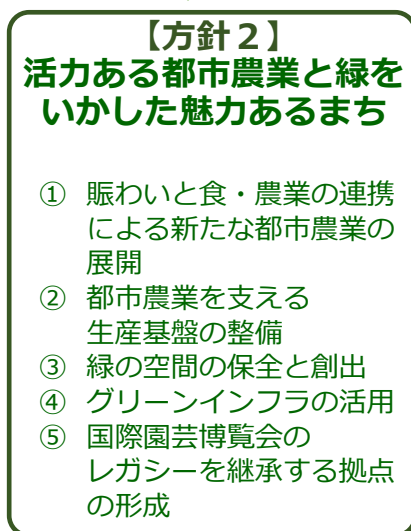 【方針２】
活力ある都市農業と緑を
いかした魅力あるまち
① 賑わいと食・農業の連携
による新たな都市農業の
展開
② 都市農業を支える
生産基盤の整備
③ 緑の空間の保全と創出
④ グリーンインフラの活用
⑤ 国際園芸博覧会の
レガシーを継承する拠点
の形成